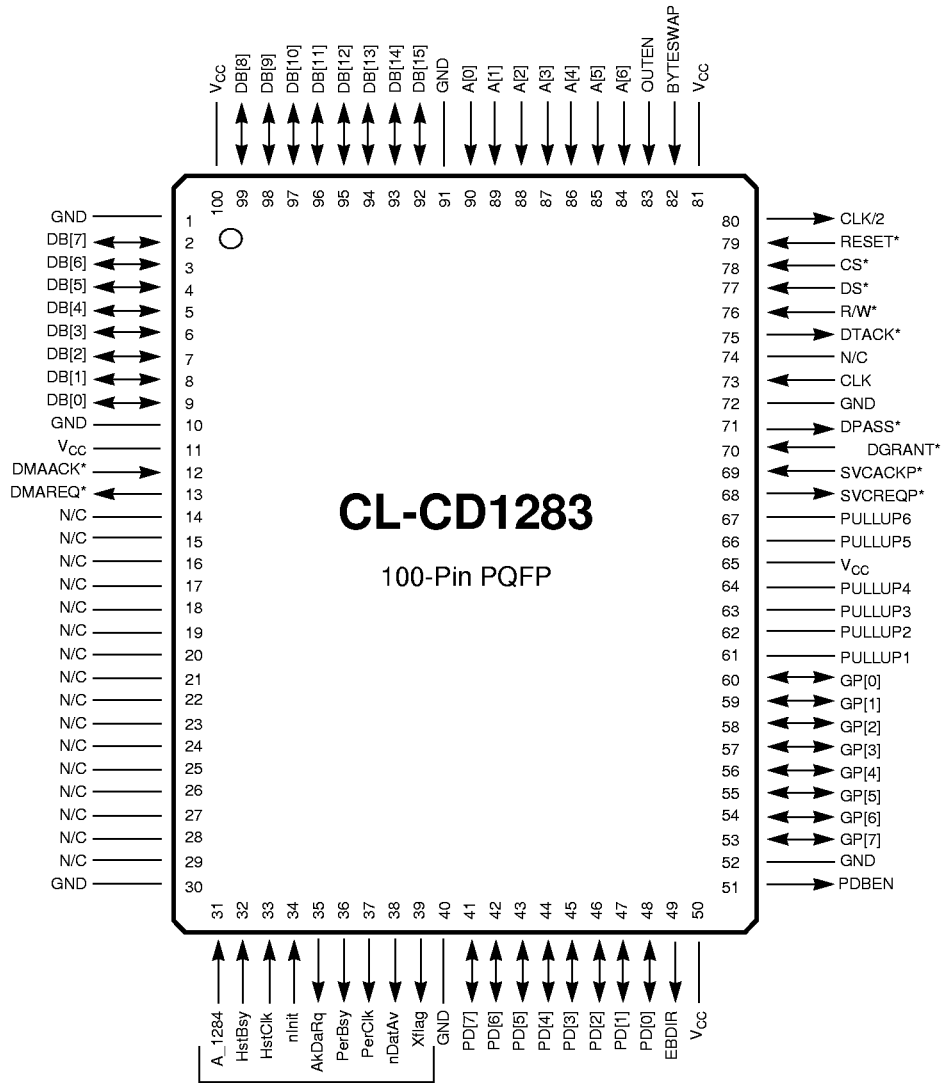 VCC DB[8] DB[9] DB[10] DB[11] DB[12] DB[13] DB[14] DB[15] GND A[0] A[1] A[2] A[3] A[4] A[5] A[6] OUTEN BYTESWAP VCC
100 99 98 97 96 95 94 93 92 91 90 89 88 87 86 85 84 83 82 81
GND 1
DB[7] 2
DB[6] 3
DB[5] 4
DB[4] 5
DB[3] 6
DB[2] 7
DB[1] 8
DB[0] 9
GND 10
VCC 11
DMAACK* 12
DMAREQ* 13
N/C 14
N/C 15
N/C 16
N/C 17
N/C 18
N/C 19
N/C 20
N/C 21
N/C 22
N/C 23
N/C 24
N/C 25
N/C 26
N/C 27
N/C 28
N/C 29
GND 30
CL-CD1283
100-Pin PQFP
80 CLK/2
79 RESET*
78 CS*
77 DS*
76 R/W*
75 DTACK*
74 N/C
73 CLK
72 GND
71 DPASS*
70 DGRANT*
69 SVCACKP*
68 SVCREQP*
67 PULLUP6
66 PULLUP5
65 VCC
64 PULLUP4
63 PULLUP3
62 PULLUP2
61 PULLUP1
60 GP[0]
59 GP[1]
58 GP[2]
57 GP[3]
56 GP[4]
55 GP[5]
54 GP[6]
53 GP[7]
52 GND
51 PDBEN
31 32 33 34 35 36 37 38 39 40 41 42 43 44 45 46 47 48 49 50
A_1284 HstBsy HstClk nInit AkDaRq PerBsy PerClk nDatAv Xflag GND PD[7] PD[6] PD[5] PD[4] PD[3] PD[2] PD[1] PD[0] EBDIR VCC